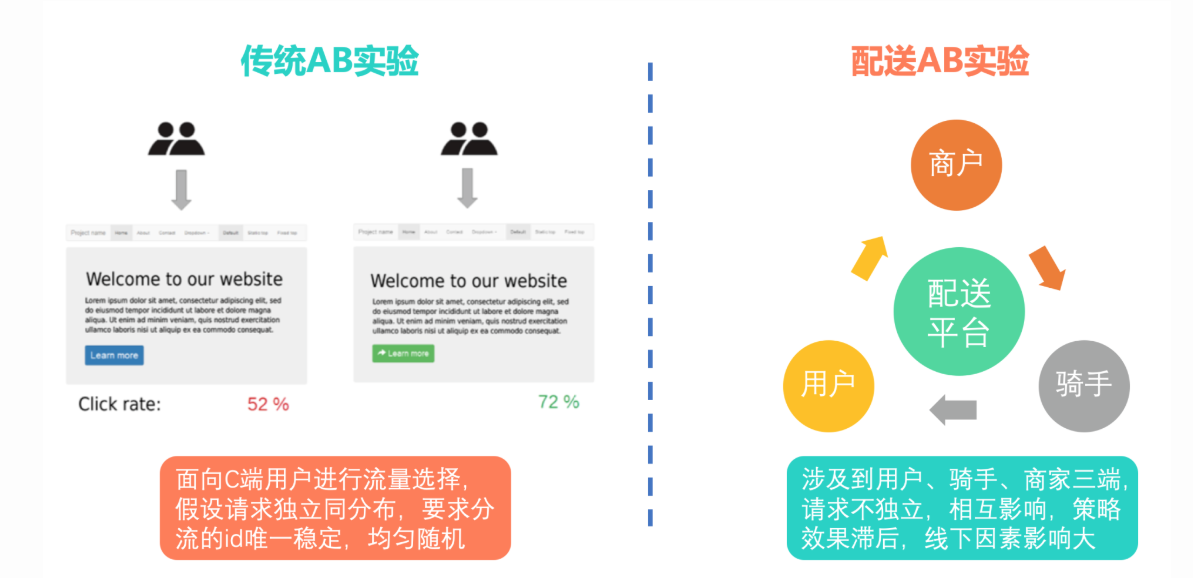 传统AB实验
配送AB实验
Project name Home About Contact Dropdown Default Static top Fixed top
Welcome to our website
Lorem ipsum dolor sit amet, consectetur adipiscing elit, sed
do eiusmod tempor incididunt ut labore et dolore magna
aliqua. Ut enim ad minim veniam, quis nostrud exercitation
ullamco laboris nisi ut aliquip ex ea commodo consequat.
Learn more
Click rate:
52 %
Project name Home About Contact Dropdown Default Static top Fixed top
Welcome to our website
Lorem ipsum dolor sit amet, consectetur adipiscing elit, sed
do eiusmod tempor incididunt ut labore et dolore magna
aliqua. Ut enim ad minim veniam, quis nostrud exercitation
ullamco laboris nisi ut aliquip ex ea commodo consequat.
Learn more
72 %
面向C端用户进行流量选择,
假设请求独立同分布, 要求分
流的id唯一稳定, 均匀随机
商户
配送
平台
用户
骑手
涉及到用户、骑手、商家三端,
请求不独立, 相互影响, 策略
效果滞后, 线下因素影响大